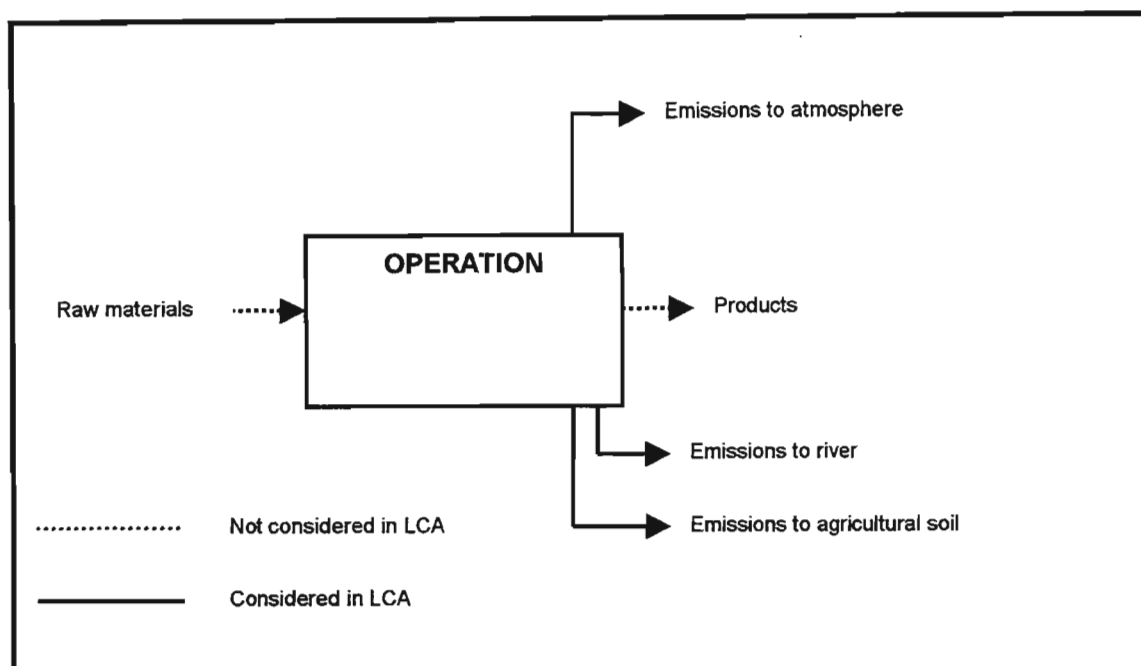 Emissions to atmosphere
OPERATION
Raw materials
Products
Emissions to river
Emissions to agricultural soil
Not considered in LCA
Considered in LCA